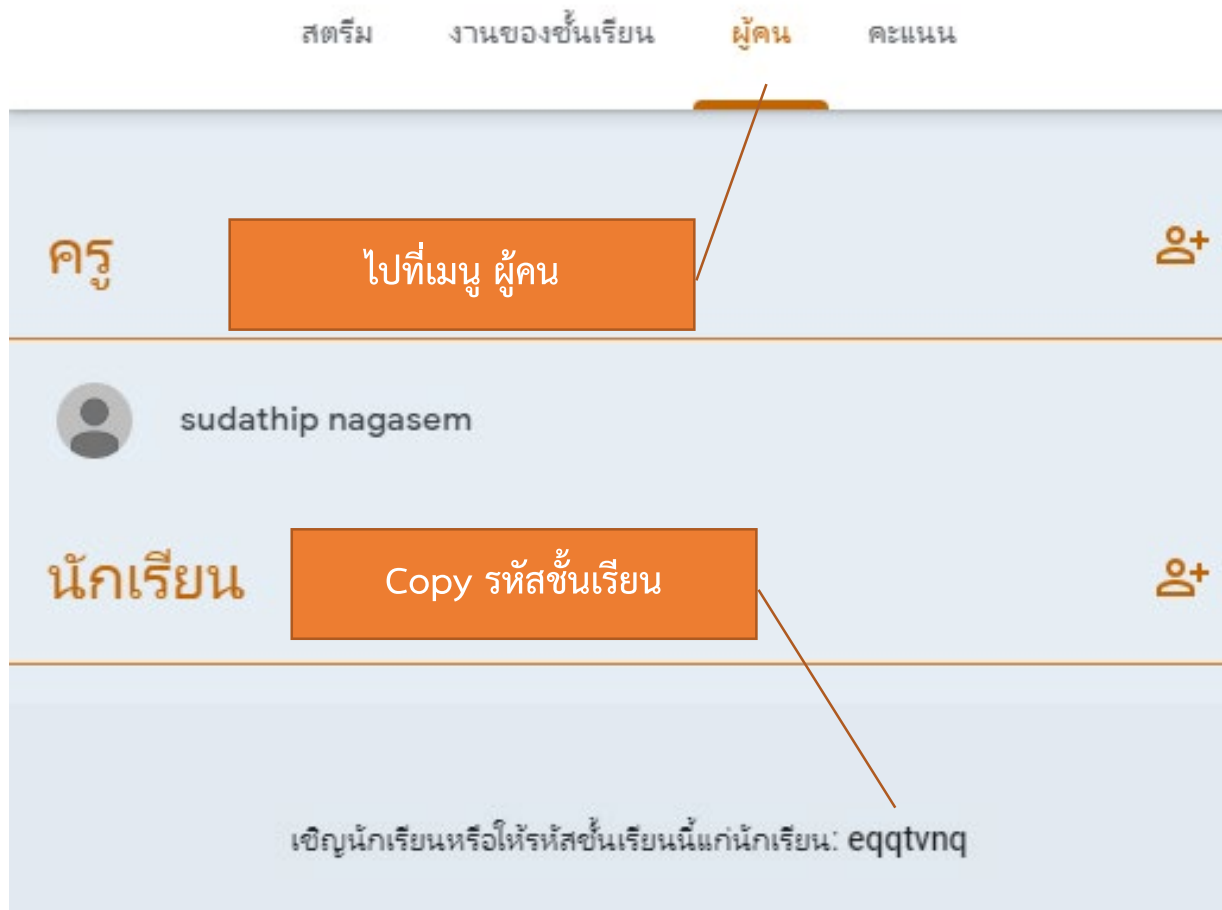 สตรีม งานของชั้นเรียน ผู้คน คะแนน
ครู
ไปที่เมนู ผู้คน
sudathip nagasem
นักเรียน
Copy รหัสชั้นเรียน
เชิญนักเรียนหรือให้รหัสชั้นเรียนนี้แก่นักเรียน: eqqtvnq